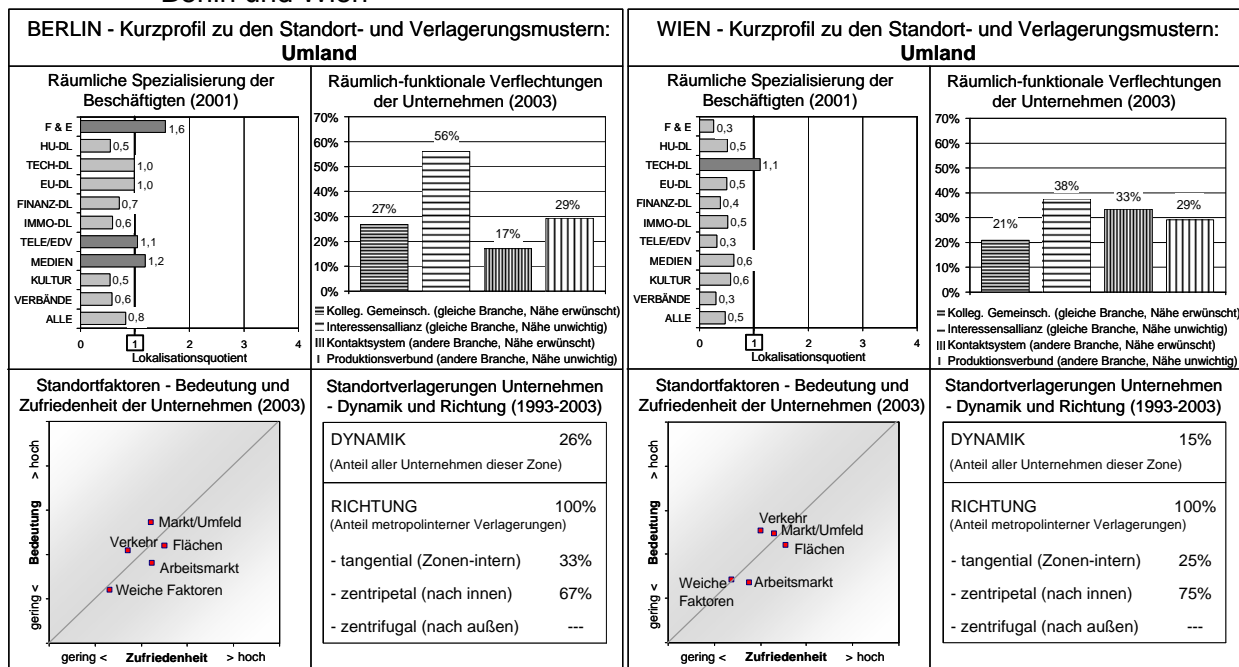 Berlin und Wien
BERLIN - Kurzprofil zu den Standort- und Verlagerungsmustern:
Umland
Räumliche Spezialisierung der
Beschäftigten (2001)
F & E 1,6
HU-DL 0,5
TECH-DL 1,0
EU-DL 1,0
FINANZ-DL 0,7
IMMO-DL 0,6
TELE/EDV 1,1
MEDIEN 1,2
KULTUR 0,5
VERBÄNDE 0,6
ALLE 0,8
0 1 2 3 4
Lokalisationsquotient
Räumlich-funktionale Verflechtungen
der Unternehmen (2003)
70%
60%
50%
40%
30%
20%
10%
0%
27% 56% 17% 29%
Kolleg. Gemeinsch. (gleiche Branche, Nähe erwünscht)
Interessensallianz (gleiche Branche, Nähe unwichtig)
Kontaktsystem (andere Branche, Nähe erwünscht)
Produktionsverbund (andere Branche, Nähe unwichtig)
Standortfaktoren - Bedeutung und
Zufriedenheit der Unternehmen (2003)
gering < Bedeutung > hoch
Markt/Umfeld
Verkehr
Flächen
Arbeitsmarkt
Weiche Faktoren
gering < Zufriedenheit > hoch
Standortverlagerungen Unternehmen
- Dynamik und Richtung (1993-2003)
DYNAMIK 26%
(Anteil aller Unternehmen dieser Zone)
RICHTUNG 100%
(Anteil metropolinterner Verlagerungen)
- tangential (Zonen-intern) 33%
- zentripetal (nach innen) 67%
- zentrifugal (nach außen) ---
WIEN - Kurzprofil zu den Standort- und Verlagerungsmustern:
Umland
Räumliche Spezialisierung der
Beschäftigten (2001)
F & E 0,3
HU-DL 0,5
TECH-DL 1,1
EU-DL 0,5
FINANZ-DL 0,4
IMMO-DL 0,5
TELE/EDV 0,3
MEDIEN 0,6
KULTUR 0,6
VERBÄNDE 0,3
ALLE 0,5
0 1 2 3 4
Lokalisationsquotient
Räumlich-funktionale Verflechtungen
der Unternehmen (2003)
70%
60%
50%
40%
30%
20%
10%
0%
21% 38% 33% 29%
Kolleg. Gemeinsch. (gleiche Branche, Nähe erwünscht)
Interessensallianz (gleiche Branche, Nähe unwichtig)
Kontaktsystem (andere Branche, Nähe erwünscht)
Produktionsverbund (andere Branche, Nähe unwichtig)
Standortfaktoren - Bedeutung und
Zufriedenheit der Unternehmen (2003)
gering < Bedeutung > hoch
Verkehr
Markt/Umfeld
Flächen
Weiche
Faktoren
Arbeitsmarkt
gering < Zufriedenheit > hoch
Standortverlagerungen Unternehmen
- Dynamik und Richtung (1993-2003)
DYNAMIK 15%
(Anteil aller Unternehmen dieser Zone)
RICHTUNG 100%
(Anteil metropolinterner Verlagerungen)
- tangential (Zonen-intern) 25%
- zentripetal (nach innen) 75%
- zentrifugal (nach außen) ---